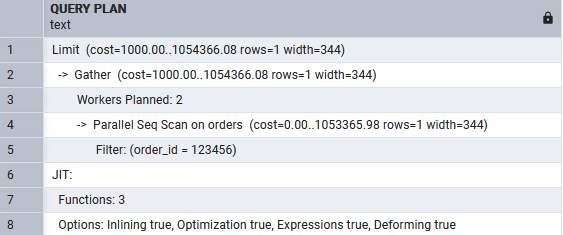 QUERY PLAN
text
1 Limit (cost=1000.00..1054366.08 rows=1 width=344)
2 -> Gather (cost=1000.00..1054366.08 rows=1 width=344)
3 Workers Planned: 2
4 -> Parallel Seq Scan on orders (cost=0.00..1053365.98 rows=1 width=344)
5 Filter: (order_id = 123456)
6 JIT:
7 Functions: 3
8 Options: Inlining true, Optimization true, Expressions true, Deforming true